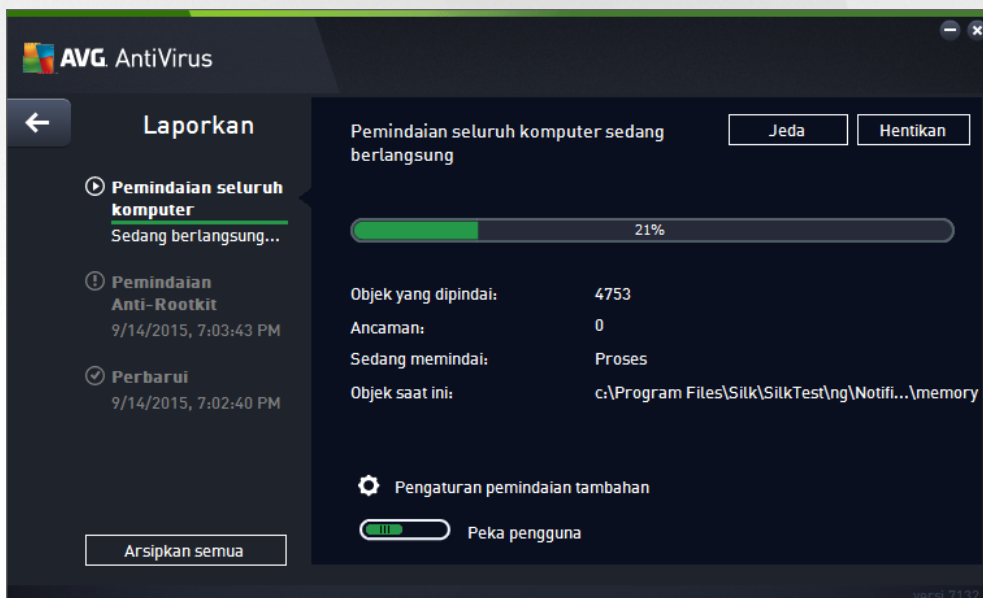 AVG. AntiVirus
Laporkan
Pemindaian seluruh
komputer
Sedang berlangsung...
Pemindaian
Anti-Rootkit
9/14/2015, 7:03:43 PM
Perbarui
9/14/2015, 7:02:40 PM
Arsipkan semua
Pemindaian seluruh komputer sedang
berlangsung
Jeda
Hentikan
21%
Objek yang dipindai: 4753
Ancaman: 0
Sedang memindai: Proses
Objek saat ini: c:\Program Files\Silk\SilkTest\ng\Notifi...\memory
Pengaturan pemindaian tambahan
Peka pengguna
versi 7132